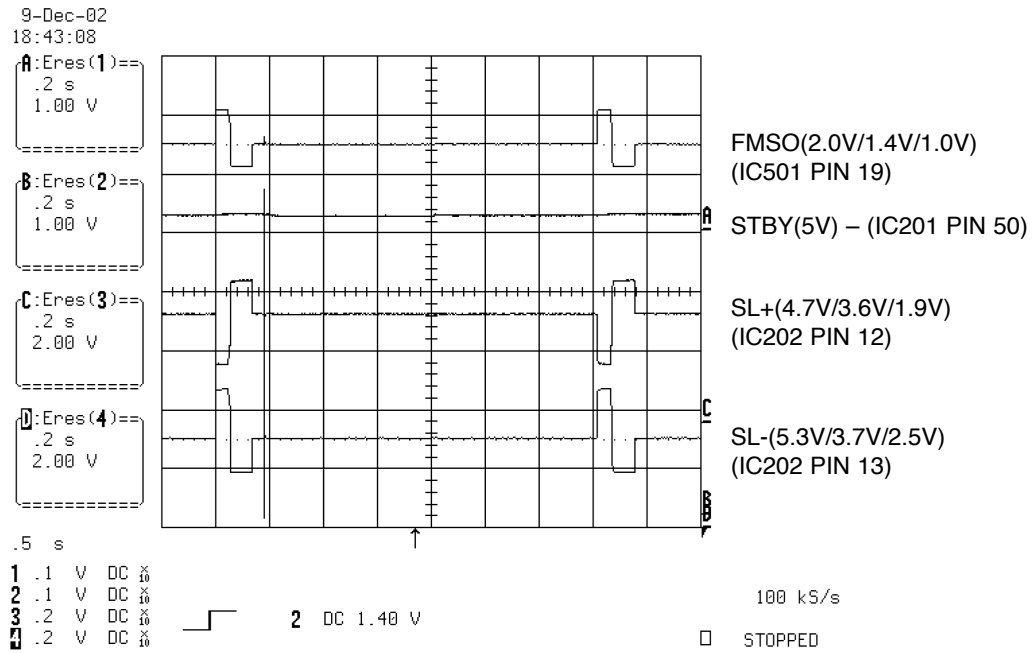 9-Dec-02
18:43:08
A:Eres(1)==
.2 s
1.00 V
B:Eres(2)==
.2 s
1.00 V
C:Eres(3)==
.2 s
2.00 V
D:Eres(4)==
.2 s
2.00 V
A
C
B
D
FMSO(2.0V/1.4V/1.0V)
(IC501 PIN 19)
STBY(5V) – (IC201 PIN 50)
SL+(4.7V/3.6V/1.9V)
(IC202 PIN 12)
SL-(5.3V/3.7V/2.5V)
(IC202 PIN 13)
.5 s
1 .1 V DC X10
2 .1 V DC X10
3 .2 V DC X10
4 .2 V DC X10
2 DC 1.40 V
100 kS/s
STOPPED